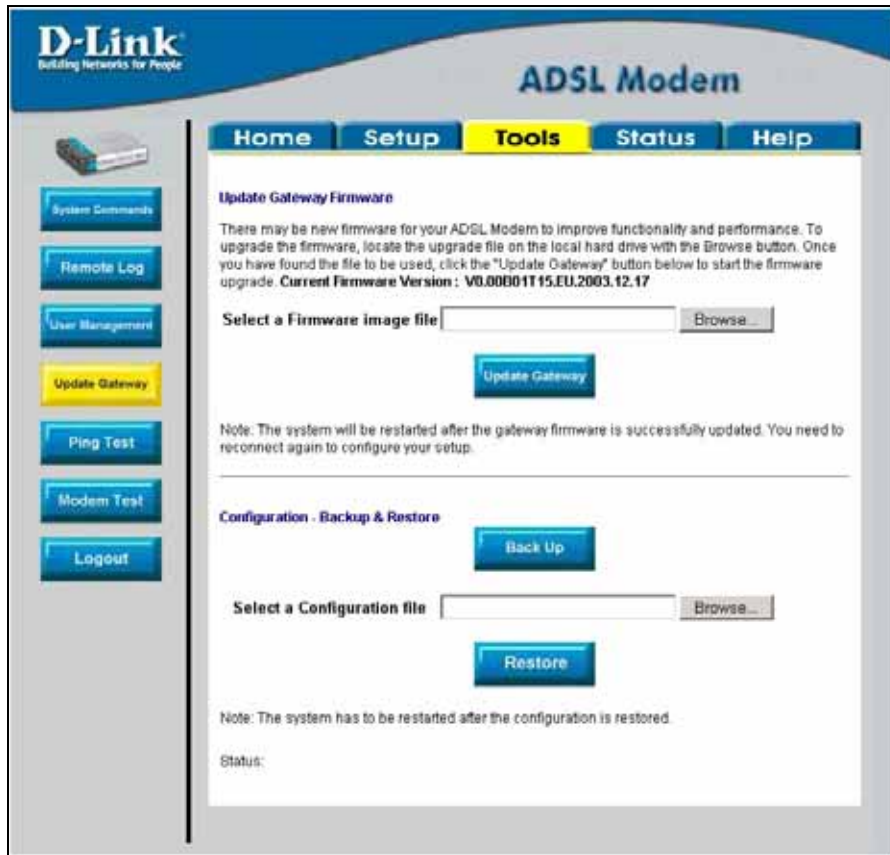 D-Link
Building Networks for People
ADSL Modem
Home
Setup
Tools
Status
Help
System Commands
Remote Log
User Management
Update Gateway
Ping Test
Modem Test
Logout
Update Gateway Firmware
There may be new firmware for your ADSL Modem to improve functionality and performance. To
upgrade the firmware, locate the upgrade file on the local hard drive with the Browse button. Once
you have found the file to be used, click the "Update Gateway" button below to start the firmware
upgrade. Current Firmware Version : V0.00B01T15.EU.2003.12.17
Select a Firmware image file
Browse...
Update Gateway
Note: The system will be restarted after the gateway firmware is successfully updated. You need to
reconnect again to configure your setup.
Configuration - Backup & Restore
Back Up
Select a Configuration file
Browse...
Restore
Note: The system has to be restarted after the configuration is restored.
Status: